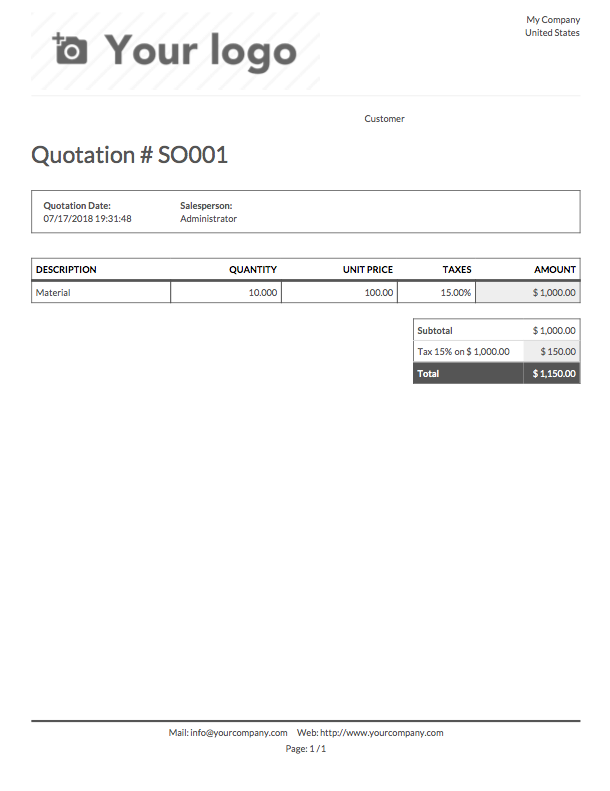 Your logo
My Company
United States
Customer
Quotation # SO001
Quotation Date: Salesperson:
07/17/2018 19:31:48 Administrator
DESCRIPTION QUANTITY UNIT PRICE TAXES AMOUNT
Material 10.000 100.00 15.00% $ 1,000.00
Subtotal $ 1,000.00
Tax 15% on $ 1,000.00 $ 150.00
Total $ 1,150.00
Mail: info@yourcompany.com Web: http://www.yourcompany.com
Page: 1 / 1